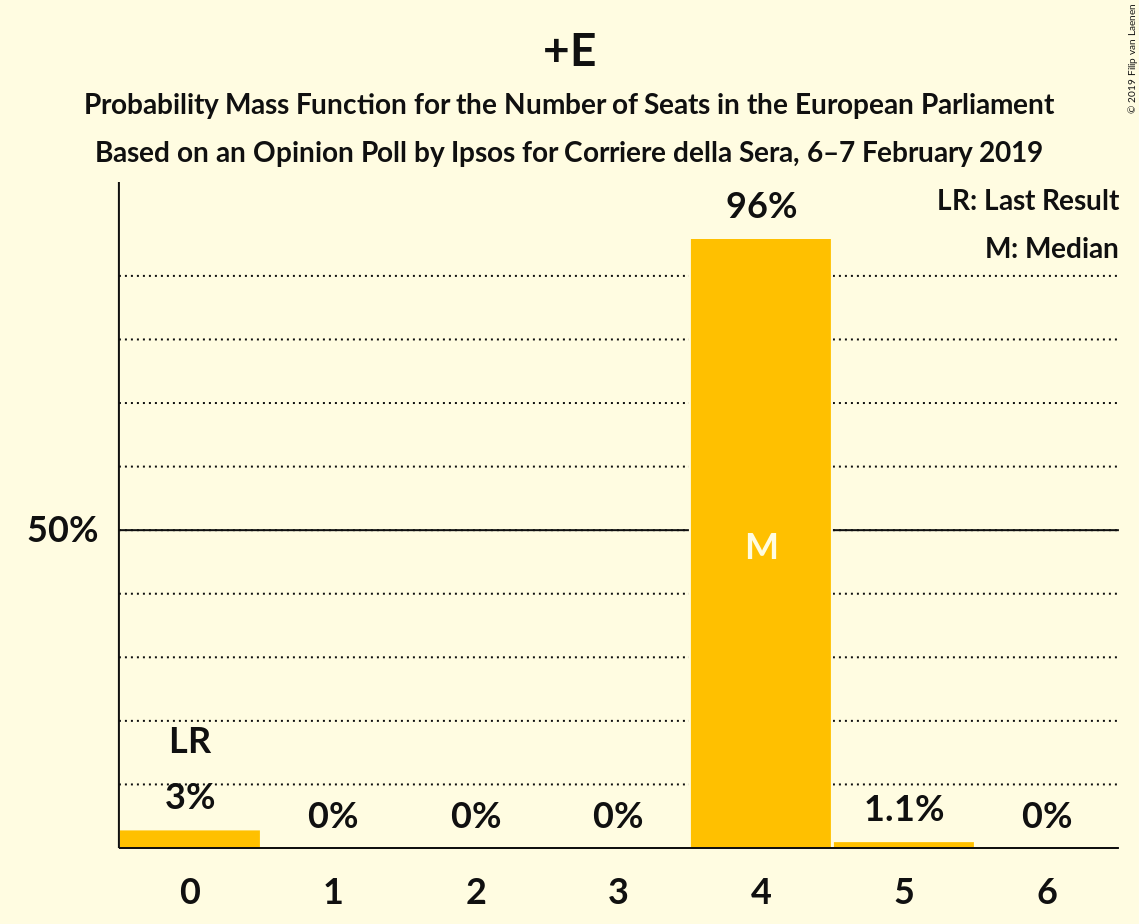 +E
Probability Mass Function for the Number of Seats in the European Parliament
Based on an Opinion Poll by Ipsos for Corriere della Sera, 6–7 February 2019
© 2019 Filip van Laenen
LR: Last Result
M: Median
96%
50%
M
LR
3%
0%
0%
0%
1.1%
0%
0 1 2 3 4 5 6